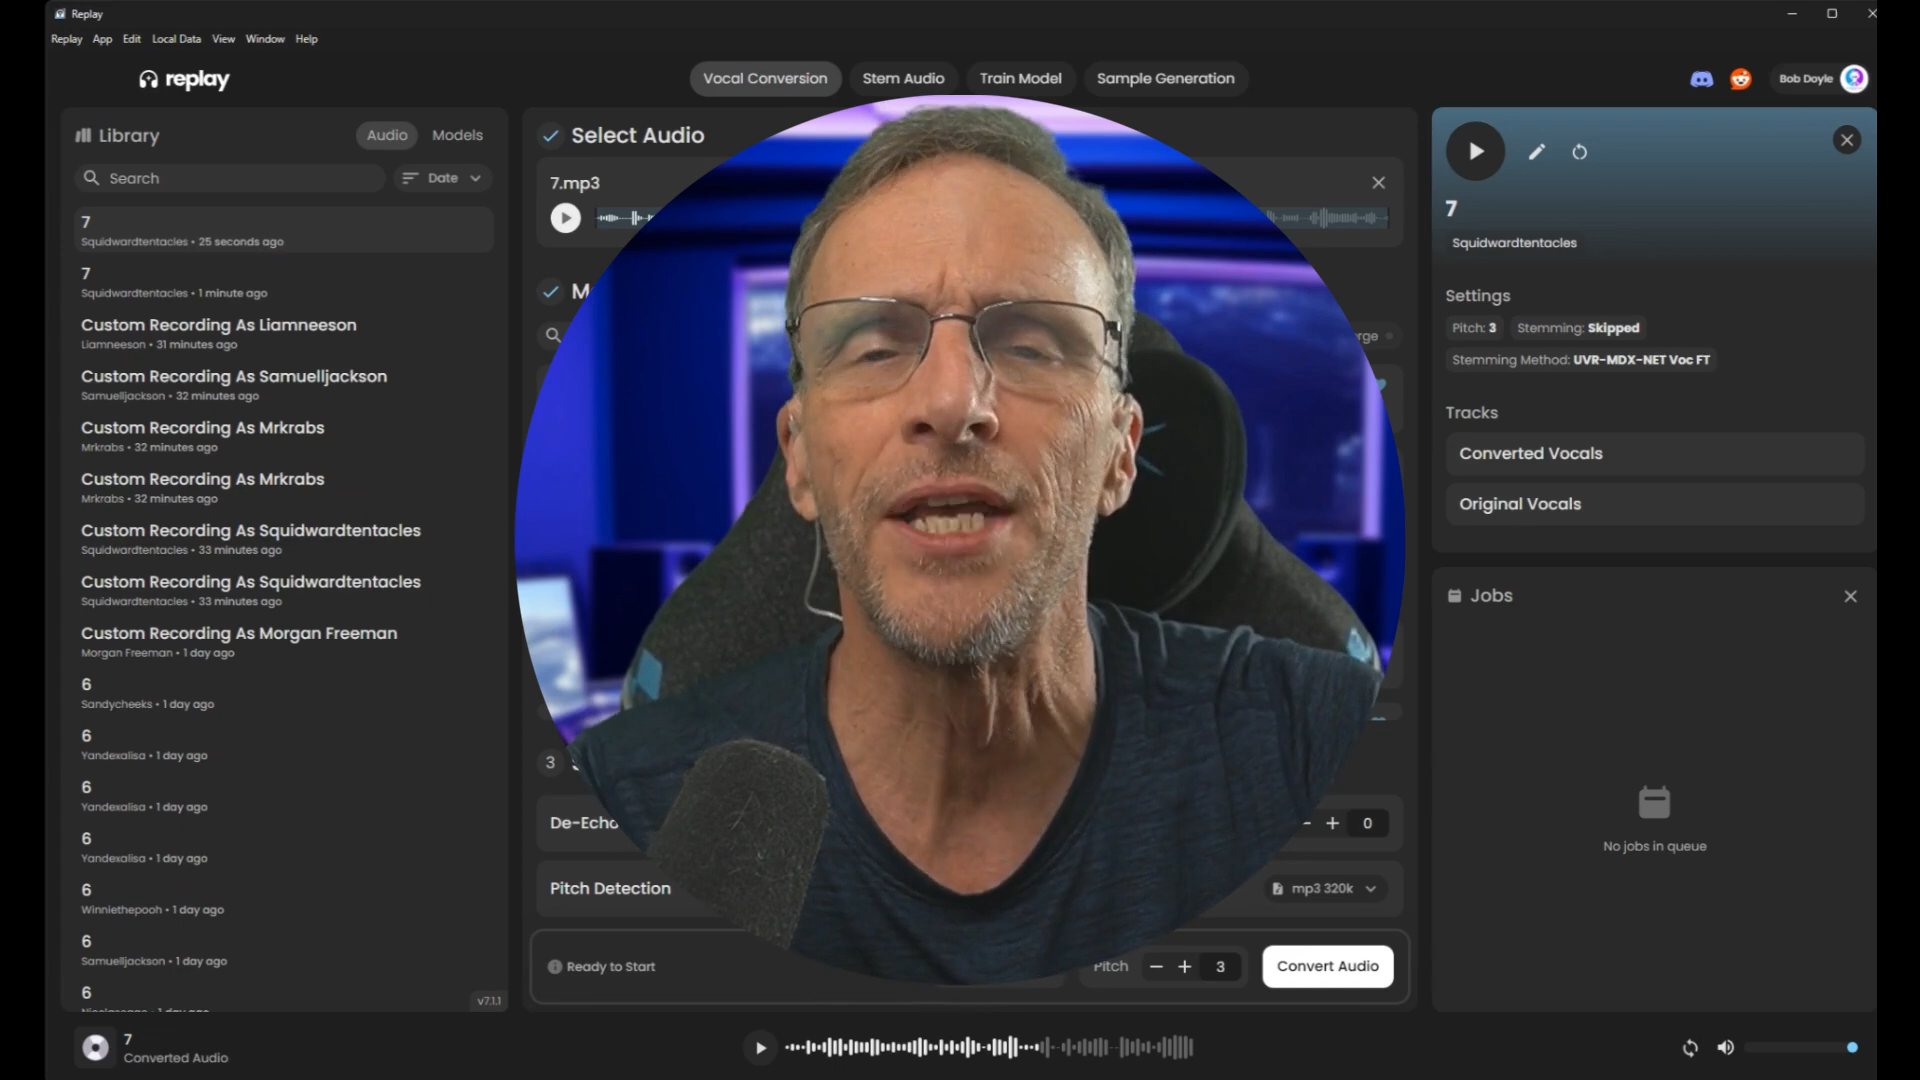 Replay
Replay App Edit Local Data View Window Help
replay
Vocal Conversion Stem Audio Train Model Sample Generation
Bob Doyle
Library Audio Models
Search Date
7
Squidwardtentacles • 25 seconds ago
7
Squidwardtentacles • 1 minute ago
Custom Recording As Liamneeson
Liamneeson • 31 minutes ago
Custom Recording As Samuelljackson
Samuelljackson • 32 minutes ago
Custom Recording As Mrkrabs
Mrkrabs • 32 minutes ago
Custom Recording As Mrkrabs
Mrkrabs • 32 minutes ago
Custom Recording As Squidwardtentacles
Squidwardtentacles • 33 minutes ago
Custom Recording As Squidwardtentacles
Squidwardtentacles • 33 minutes ago
Custom Recording As Morgan Freeman
Morgan Freeman • 1 day ago
6
Sandycheeks • 1 day ago
6
Yandexalisa • 1 day ago
6
Yandexalisa • 1 day ago
6
Yandexalisa • 1 day ago
6
Winniethepooh • 1 day ago
6
Samuelljackson • 1 day ago
6
v7.1.1
Select Audio
7.mp3
3
De-Echo
0
Pitch Detection
mp3 320k
Ready to Start
Pitch 3
Convert Audio
7
Squidwardtentacles
Settings
Pitch: 3 Stemming: Skipped
Stemming Method: UVR-MDX-NET Voc FT
Tracks
Converted Vocals
Original Vocals
Jobs
No jobs in queue
7
Converted Audio